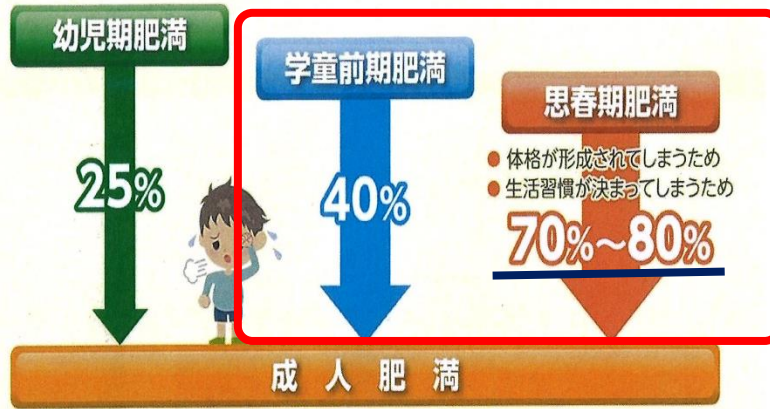 幼児期肥満
学童前期肥満
思春期肥満
25%
40%
● 体格が形成されてしまうため
● 生活習慣が決まってしまうため
70%~80%
成人肥満